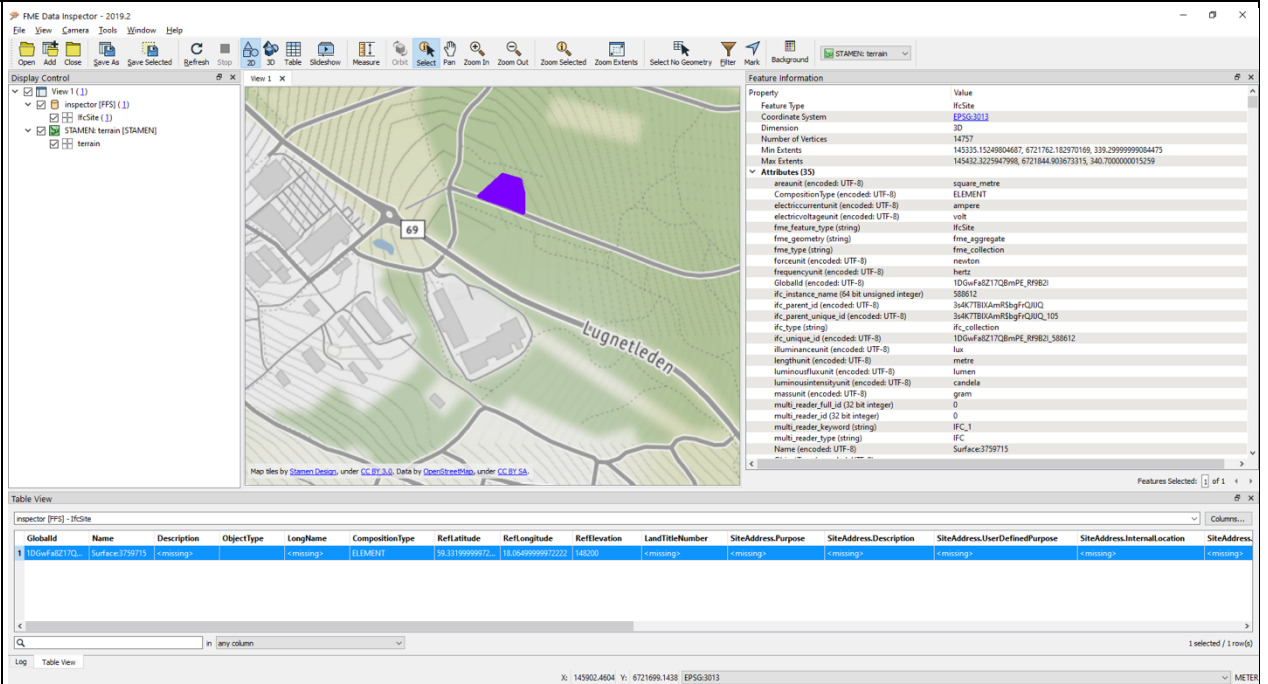 FME Data Inspector - 2019.2
File View Camera Tools Window Help
Open Add Close Save As Save Selected Refresh Stop 2D 3D Table Slideshow Measure Orbit Select Pan Zoom In Zoom Out Zoom Selected Zoom Extents Select No Geometry Filter Mark Background STAMEN: terrain
Display Control
View 1 (1)
inspector [FFS] (1)
IfcSite (1)
STAMEN: terrain [STAMEN]
terrain
View 1
69
Lugnetleden
Map tiles by Stamen Design, under CC BY 3.0. Data by OpenStreetMap, under CC BY SA.
Feature Information
Property Value
Feature Type IfcSite
Coordinate System EPSG:3013
Dimension 3D
Number of Vertices 14757
Min Extents 145335.15249804687, 6721762.182970169, 339.29999999084475
Max Extents 145432.3225947998, 6721844.903673315, 340.7000000015259
Attributes (35)
areaunit (encoded: UTF-8) square_metre
CompositionType (encoded: UTF-8) ELEMENT
electriccurrentunit (encoded: UTF-8) ampere
electricvoltageunit (encoded: UTF-8) volt
fme_feature_type (string) IfcSite
fme_geometry (string) fme_aggregate
fme_type (string) fme_collection
forceunit (encoded: UTF-8) newton
frequencyunit (encoded: UTF-8) hertz
GlobalId (encoded: UTF-8) 1DGwFa8Z17QBmPE_Rf9B2I
ifc_instance_name (64 bit unsigned integer) 588612
ifc_parent_id (encoded: UTF-8) 3s4K7TBIXAmRSbgFrQJIJQ
ifc_parent_unique_id (encoded: UTF-8) 3s4K7TBIXAmRSbgFrQJIJQ_105
ifc_type (string) ifc_collection
ifc_unique_id (encoded: UTF-8) 1DGwFa8Z17QBmPE_Rf9B2I_588612
illuminanceunit (encoded: UTF-8) lux
lengthunit (encoded: UTF-8) metre
luminousfluxunit (encoded: UTF-8) lumen
luminousintensityunit (encoded: UTF-8) candela
massunit (encoded: UTF-8) gram
multi_reader_full_id (32 bit integer) 0
multi_reader_id (32 bit integer) 0
multi_reader_keyword (string) IFC_1
multi_reader_type (string) IFC
Name (encoded: UTF-8) Surface:3759715
Features Selected: 1 of 1
Table View
inspector [FFS] - IfcSite Columns...
GlobalId Name Description ObjectType LongName CompositionType RefLatitude RefLongitude RefElevation LandTitleNumber SiteAddress.Purpose SiteAddress.Description SiteAddress.UserDefinedPurpose SiteAddress.InternalLocation SiteAddress.
1 1DGwFa8Z17Q... Surface:3759715 <missing> <missing> ELEMENT 59.33199999972... 18.06499999972222 148200 <missing> <missing> <missing> <missing> <missing> <missing>
in any column 1 selected / 1 row(s)
Log Table View
X: 145902.4604 Y: 6721699.1438 EPSG:3013 METER